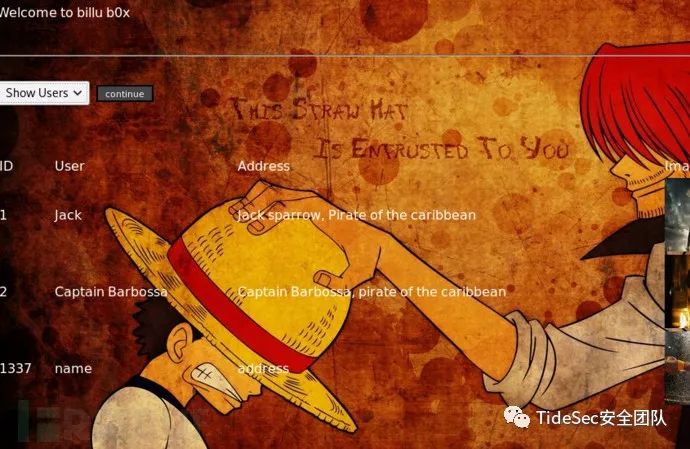 Welcome to billu b0x
Show Users continue
THIS STRAW HAT
IS ENTRUSTED TO YOU
ID User Address Ima
1 Jack Jack sparrow, Pirate of the caribbean
2 Captain Barbossa Captain Barbossa, pirate of the caribbean
1337 name address
TideSec安全团队